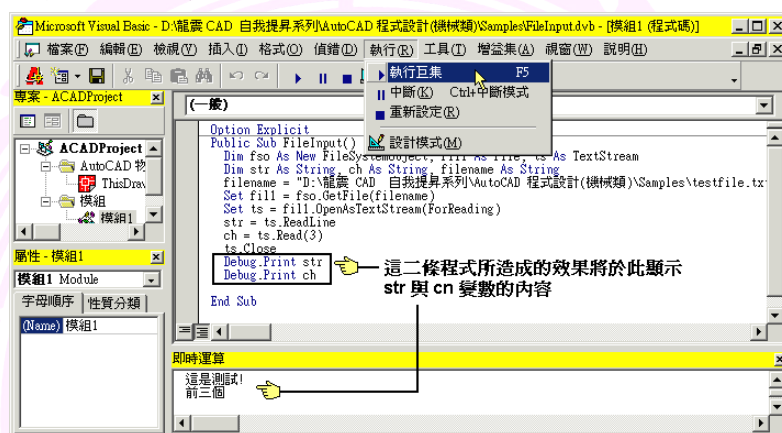 Microsoft Visual Basic - D:\龍震 CAD 自我提昇系列\AutoCAD 程式設計(機械類)\Samples\FileInput.dvb - [模組1 (程式碼)]
檔案(F) 編輯(E) 檢視(V) 插入(I) 格式(O) 偵錯(D) 執行(R) 工具(T) 增益集(A) 視窗(W) 說明(H)
執行巨集 F5
中斷(K) Ctrl+中斷模式
重新設定(R)
設計模式(M)
專案 - ACADProject
ACADProject
AutoCAD 物
ThisDraw
模組
模組1
屬性 - 模組1
模組1 Module
字母順序 性質分類
(Name) 模組1
(一般)
Option Explicit
Public Sub FileInput()
Dim fso As New FileSystemObject, fil1 As File, ts As TextStream
Dim str As String, ch As String, filename As String
filename = "D:\龍震 CAD 自我提昇系列\AutoCAD 程式設計(機械類)\Samples\testfile.tx
Set fil1 = fso.GetFile(filename)
Set ts = fil1.OpenAsTextStream(ForReading)
str = ts.ReadLine
ch = ts.Read(3)
ts.Close
Debug.Print str
Debug.Print ch
End Sub
這二條程式所造成的效果將於此顯示
str 與 cn 變數的內容
即時運算
這是測試!
前三個